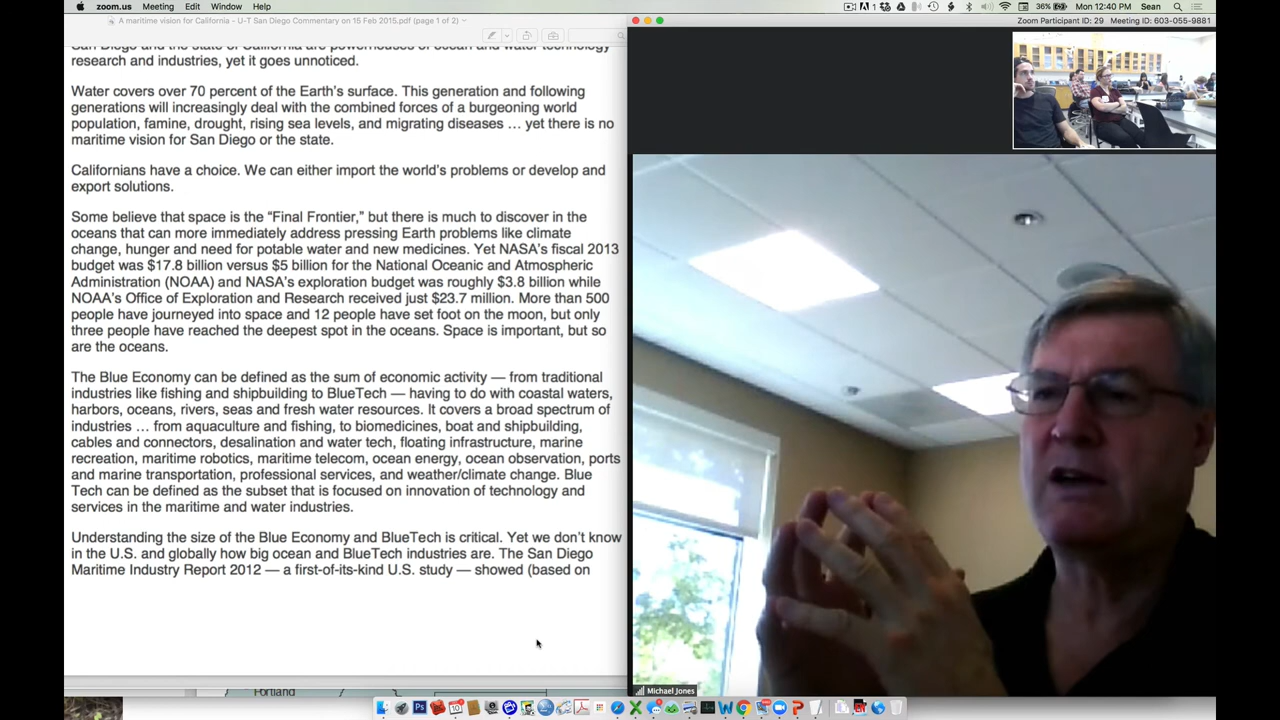 zoom.us Meeting Edit Window Help
1 36% Mon 12:40 PM Sean
A maritime vision for California - U-T San Diego Commentary on 15 Feb 2015.pdf (page 1 of 2)
Zoom Participant ID: 29 Meeting ID: 603-055-9881
San Diego and the state of California are powerhouses of ocean and water technology
research and industries, yet it goes unnoticed.
Water covers over 70 percent of the Earth's surface. This generation and following
generations will increasingly deal with the combined forces of a burgeoning world
population, famine, drought, rising sea levels, and migrating diseases … yet there is no
maritime vision for San Diego or the state.
Californians have a choice. We can either import the world's problems or develop and
export solutions.
Some believe that space is the “Final Frontier,” but there is much to discover in the
oceans that can more immediately address pressing Earth problems like climate
change, hunger and need for potable water and new medicines. Yet NASA's fiscal 2013
budget was $17.8 billion versus $5 billion for the National Oceanic and Atmospheric
Administration (NOAA) and NASA's exploration budget was roughly $3.8 billion while
NOAA's Office of Exploration and Research received just $23.7 million. More than 500
people have journeyed into space and 12 people have set foot on the moon, but only
three people have reached the deepest spot in the oceans. Space is important, but so
are the oceans.
The Blue Economy can be defined as the sum of economic activity — from traditional
industries like fishing and shipbuilding to BlueTech — having to do with coastal waters,
harbors, oceans, rivers, seas and fresh water resources. It covers a broad spectrum of
industries … from aquaculture and fishing, to biomedicines, boat and shipbuilding,
cables and connectors, desalination and water tech, floating infrastructure, marine
recreation, maritime robotics, maritime telecom, ocean energy, ocean observation, ports
and marine transportation, professional services, and weather/climate change. Blue
Tech can be defined as the subset that is focused on innovation of technology and
services in the maritime and water industries.
Understanding the size of the Blue Economy and BlueTech is critical. Yet we don't know
in the U.S. and globally how big ocean and BlueTech industries are. The San Diego
Maritime Industry Report 2012 — a first-of-its-kind U.S. study — showed (based on
Michael Jones
Portland